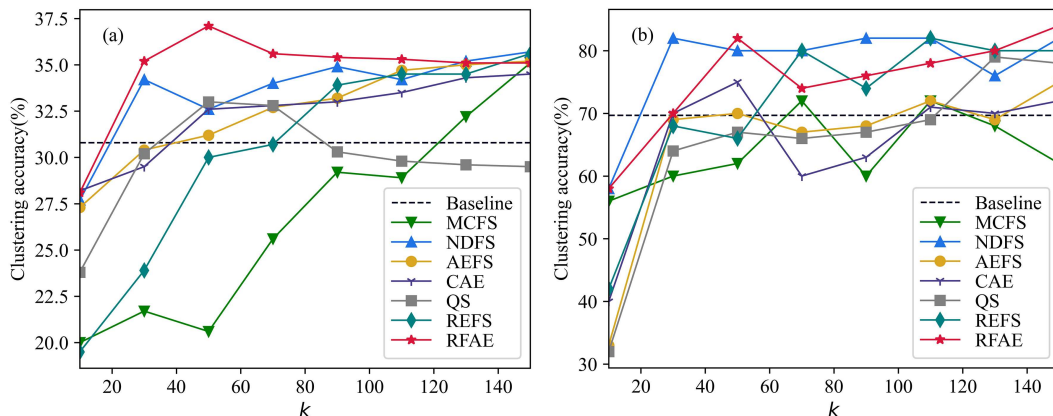 (a)
Clustering accuracy(%)
37.5
35.0
32.5
30.0
27.5
25.0
22.5
20.0
20 40 60 80 100 120 140
k
Baseline
MCFS
NDFS
AEFS
CAE
QS
REFS
RFAE
(b)
Clustering accuracy(%)
80
70
60
50
40
30
20 40 60 80 100 120 140
k
Baseline
MCFS
NDFS
AEFS
CAE
QS
REFS
RFAE